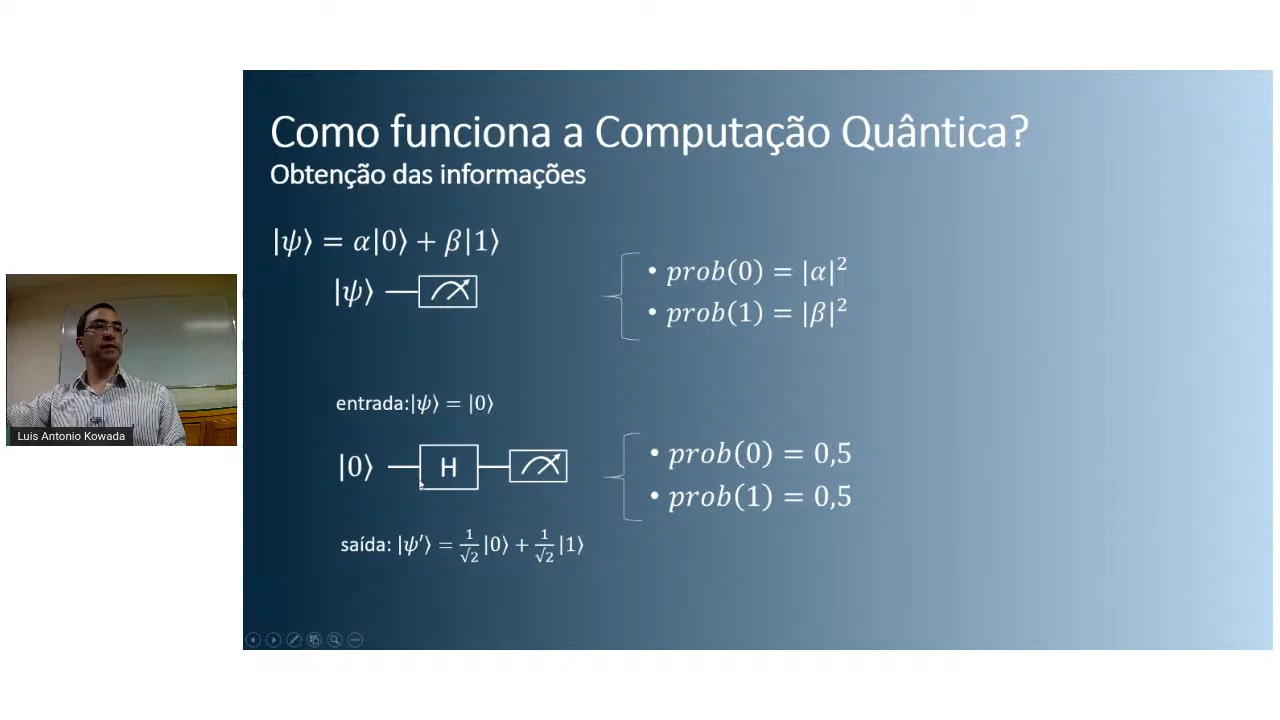 Como funciona a Computação Quântica?
Obtenção das informações
|ψ⟩ = α|0⟩ + β|1⟩
|ψ⟩
• prob(0) = |α|²
• prob(1) = |β|²
entrada:|ψ⟩ = |0⟩
|0⟩ H
• prob(0) = 0,5
• prob(1) = 0,5
saída: |ψ′⟩ = 1/√2 |0⟩ + 1/√2 |1⟩
Luis Antonio Kowada